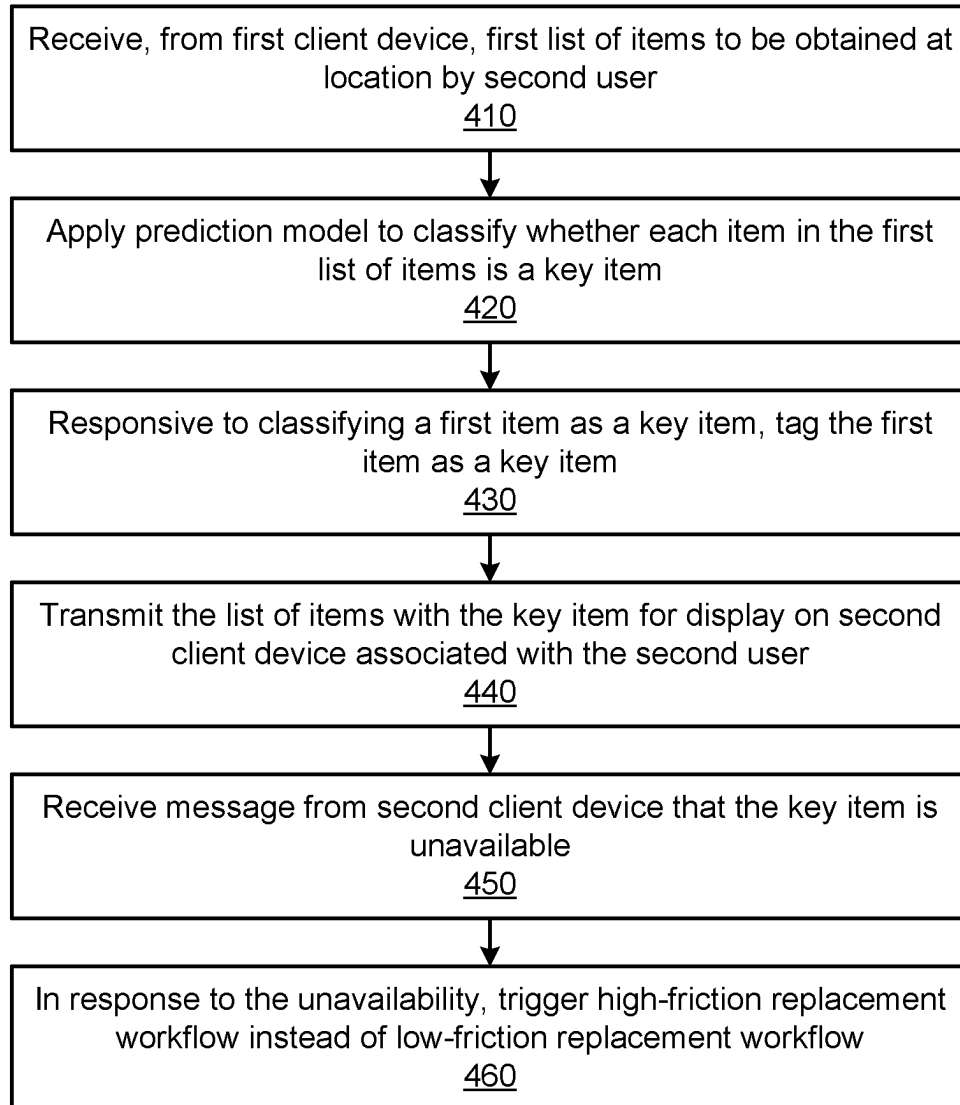 Receive, from first client device, first list of items to be obtained at
location by second user
410
Apply prediction model to classify whether each item in the first
list of items is a key item
420
Responsive to classifying a first item as a key item, tag the first
item as a key item
430
Transmit the list of items with the key item for display on second
client device associated with the second user
440
Receive message from second client device that the key item is
unavailable
450
In response to the unavailability, trigger high-friction replacement
workflow instead of low-friction replacement workflow
460